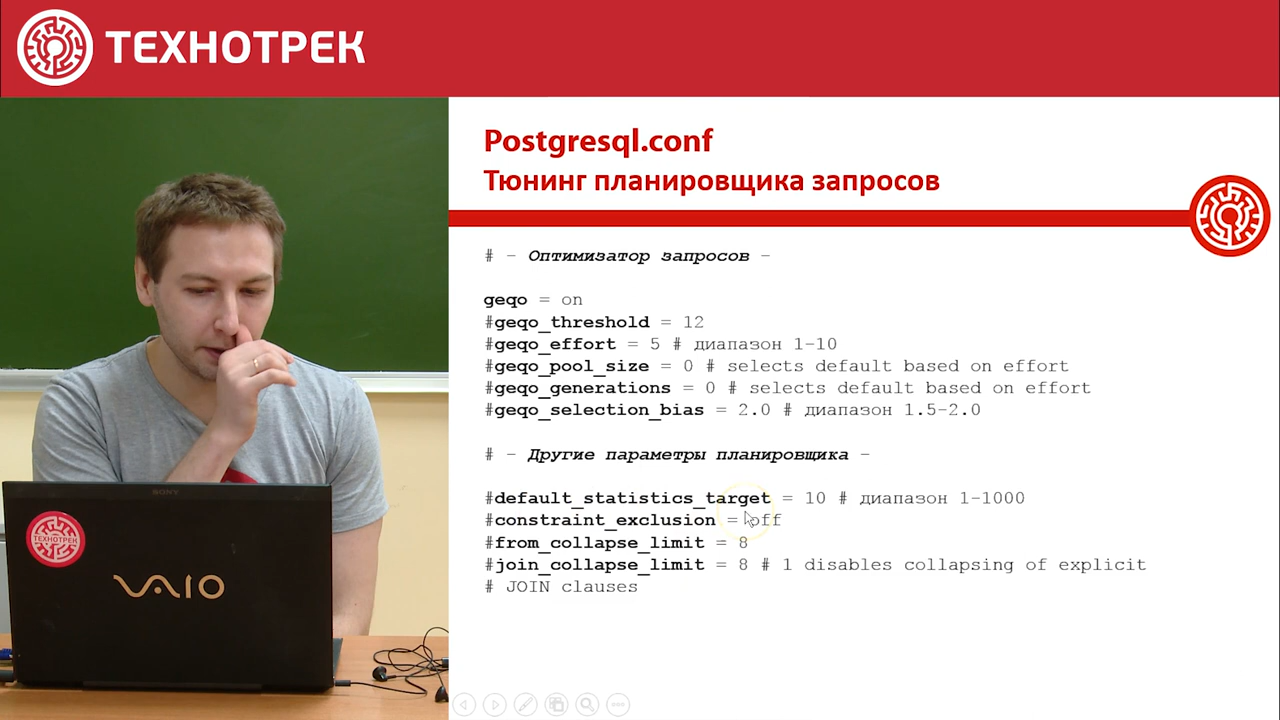 ТЕХНОТРЕК
Postgresql.conf
Тюнинг планировщика запросов
# - Оптимизатор запросов -
geqo = on
#geqo_threshold = 12
#geqo_effort = 5 # диапазон 1-10
#geqo_pool_size = 0 # selects default based on effort
#geqo_generations = 0 # selects default based on effort
#geqo_selection_bias = 2.0 # диапазон 1.5-2.0
# - Другие параметры планировщика -
#default_statistics_target = 10 # диапазон 1-1000
#constraint_exclusion = off
#from_collapse_limit = 8
#join_collapse_limit = 8 # 1 disables collapsing of explicit
# JOIN clauses
SONY
ТЕХНОТРЕК
VAIO